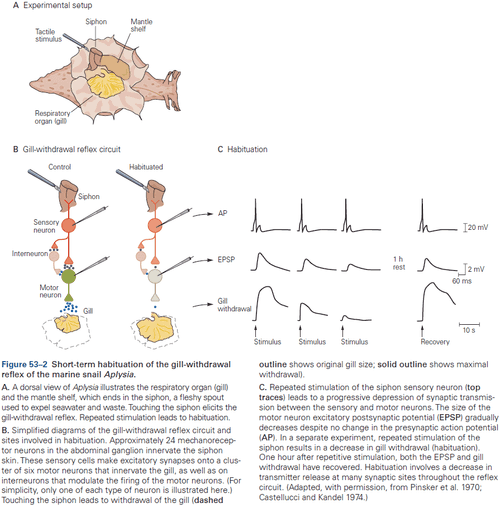 A Experimental setup
Siphon
Mantle
shelf
Tactile
stimulus
Respiratory
organ (gill)
B Gill-withdrawal reflex circuit
Control
Habituated
Siphon
Sensory
neuron
Interneuron
Motor
neuron
Gill
C Habituation
AP
20 mV
EPSP
1 h
rest
2 mV
60 ms
Gill
withdrawal
10 s
Stimulus
Stimulus
Stimulus
Recovery
Figure 53–2 Short-term habituation of the gill-withdrawal
reflex of the marine snail Aplysia.
A. A dorsal view of Aplysia illustrates the respiratory organ (gill)
and the mantle shelf, which ends in the siphon, a fleshy spout
used to expel seawater and waste. Touching the siphon elicits the
gill-withdrawal reflex. Repeated stimulation leads to habituation.
B. Simplified diagrams of the gill-withdrawal reflex circuit and
sites involved in habituation. Approximately 24 mechanorecep-
tor neurons in the abdominal ganglion innervate the siphon
skin. These sensory cells make excitatory synapses onto a clus-
ter of six motor neurons that innervate the gill, as well as on
interneurons that modulate the firing of the motor neurons. (For
simplicity, only one of each type of neuron is illustrated here.)
Touching the siphon leads to withdrawal of the gill (dashed
outline shows original gill size; solid outline shows maximal
withdrawal).
C. Repeated stimulation of the siphon sensory neuron (top
traces) leads to a progressive depression of synaptic transmis-
sion between the sensory and motor neurons. The size of the
motor neuron excitatory postsynaptic potential (EPSP) gradually
decreases despite no change in the presynaptic action potential
(AP). In a separate experiment, repeated stimulation of the
siphon results in a decrease in gill withdrawal (habituation).
One hour after repetitive stimulation, both the EPSP and gill
withdrawal have recovered. Habituation involves a decrease in
transmitter release at many synaptic sites throughout the reflex
circuit. (Adapted, with permission, from Pinsker et al. 1970;
Castellucci and Kandel 1974.)